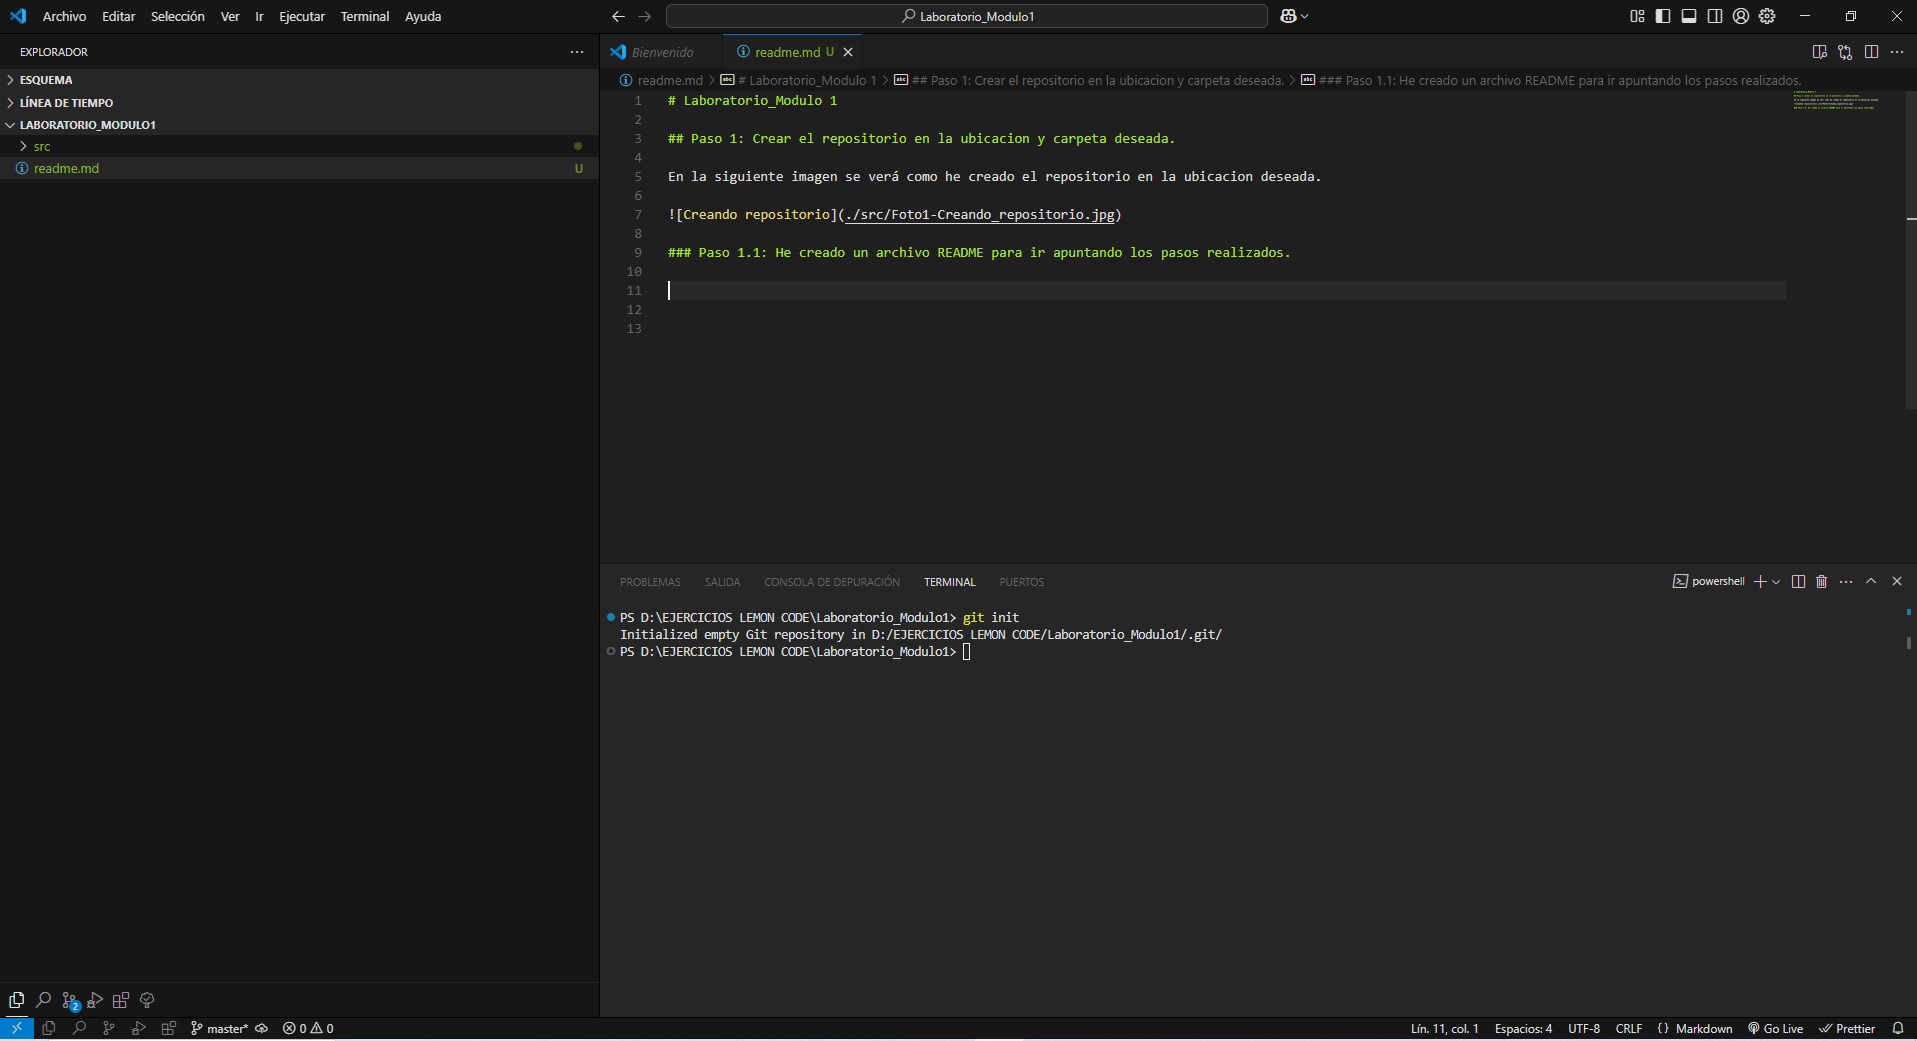 Archivo Editar Selección Ver Ir Ejecutar Terminal Ayuda
Laboratorio_Modulo1
EXPLORADOR
ESQUEMA
LÍNEA DE TIEMPO
LABORATORIO_MODULO1
src
readme.md U
Bienvenido
readme.md U
readme.md > # Laboratorio_Modulo 1 > ## Paso 1: Crear el repositorio en la ubicacion y carpeta deseada. > ### Paso 1.1: He creado un archivo README para ir apuntando los pasos realizados.
1 # Laboratorio_Modulo 1
2
3 ## Paso 1: Crear el repositorio en la ubicacion y carpeta deseada.
4
5 En la siguiente imagen se verá como he creado el repositorio en la ubicacion deseada.
6
7 ![Creando repositorio](./src/Foto1-Creando_repositorio.jpg)
8
9 ### Paso 1.1: He creado un archivo README para ir apuntando los pasos realizados.
10
11
12
13
PROBLEMAS SALIDA CONSOLA DE DEPURACIÓN TERMINAL PUERTOS
powershell
PS D:\EJERCICIOS LEMON CODE\Laboratorio_Modulo1> git init
Initialized empty Git repository in D:/EJERCICIOS LEMON CODE/Laboratorio_Modulo1/.git/
PS D:\EJERCICIOS LEMON CODE\Laboratorio_Modulo1>
2
master* 0 0
Lín. 11, col. 1 Espacios: 4 UTF-8 CRLF {} Markdown Go Live Prettier